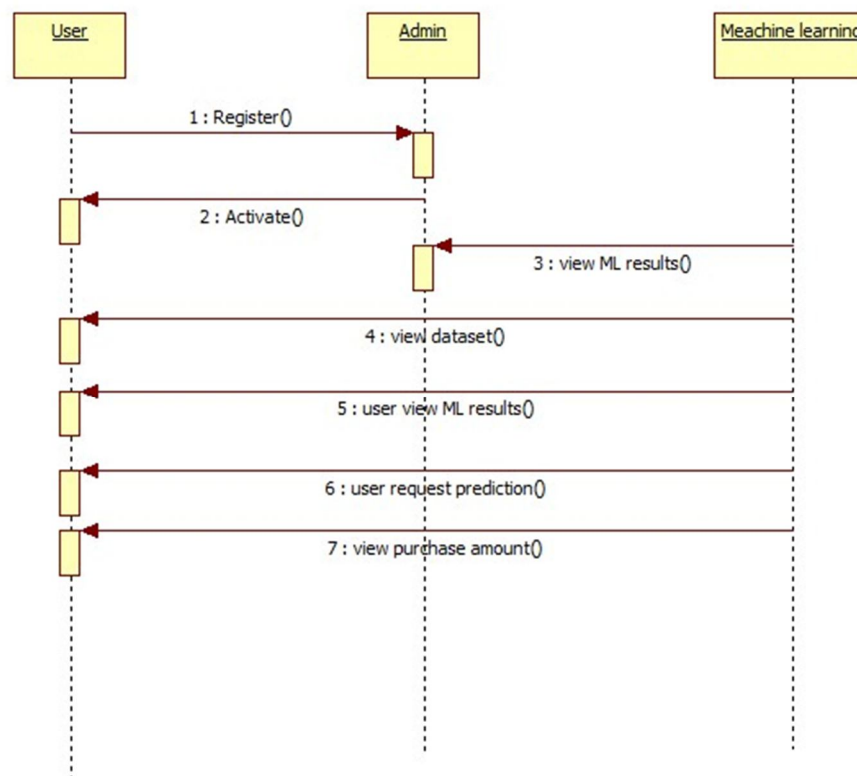 User
Admin
Meachine learning
1 : Register()
2 : Activate()
3 : view ML results()
4 : view dataset()
5 : user view ML results()
6 : user request prediction()
7 : view purchase amount()